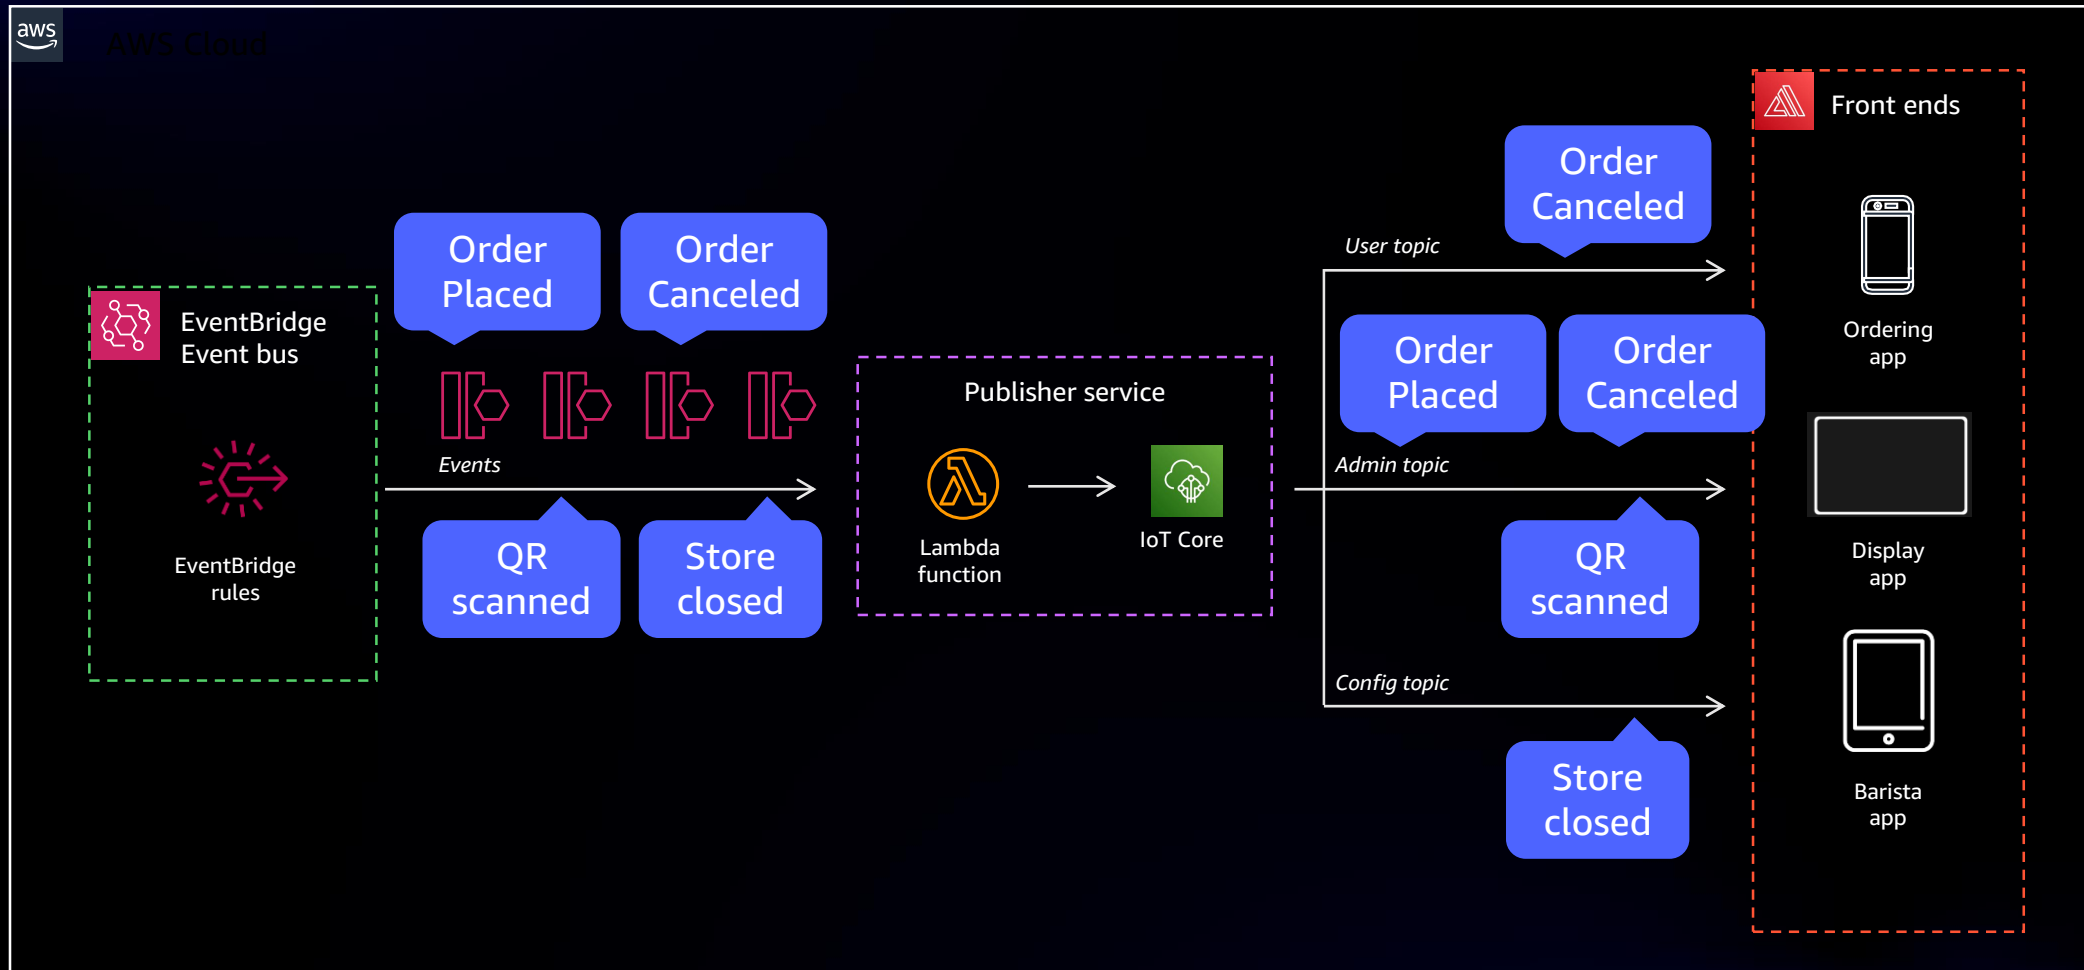 aws
AWS Cloud
EventBridge
Event bus
EventBridge
rules
Order
Placed
Order
Canceled
Events
QR
scanned
Store
closed
Publisher service
Lambda
function
IoT Core
User topic
Order
Canceled
Order
Placed
Order
Canceled
Admin topic
QR
scanned
Config topic
Store
closed
Front ends
Ordering
app
Display
app
Barista
app